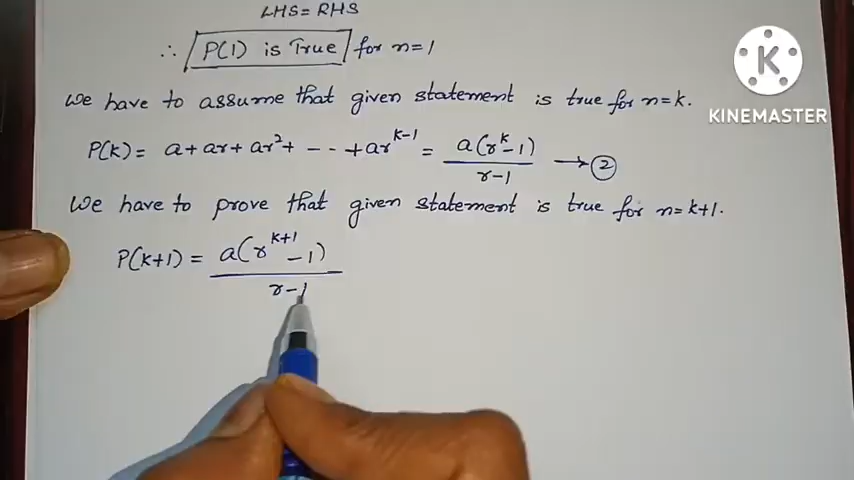 LHS = RHS
∴ P(1) is True for n=1
K
KINEMASTER
We have to assume that given statement is true for n=k.
P(k) = a + ar + ar² + - - - + ar^{k-1} = a(r^k - 1) / r-1 → ②
We have to prove that given statement is true for n=k+1.
P(k+1) = a(r^{k+1} - 1) / r-1